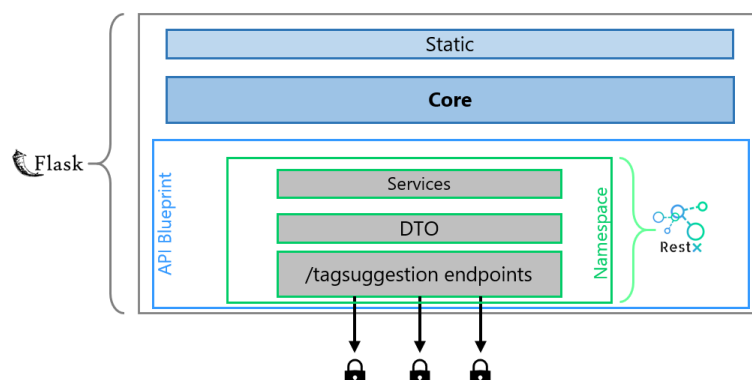 Static
Core
Flask
API Blueprint
Services
DTO
/tagsuggestion endpoints
Namespace
Restx